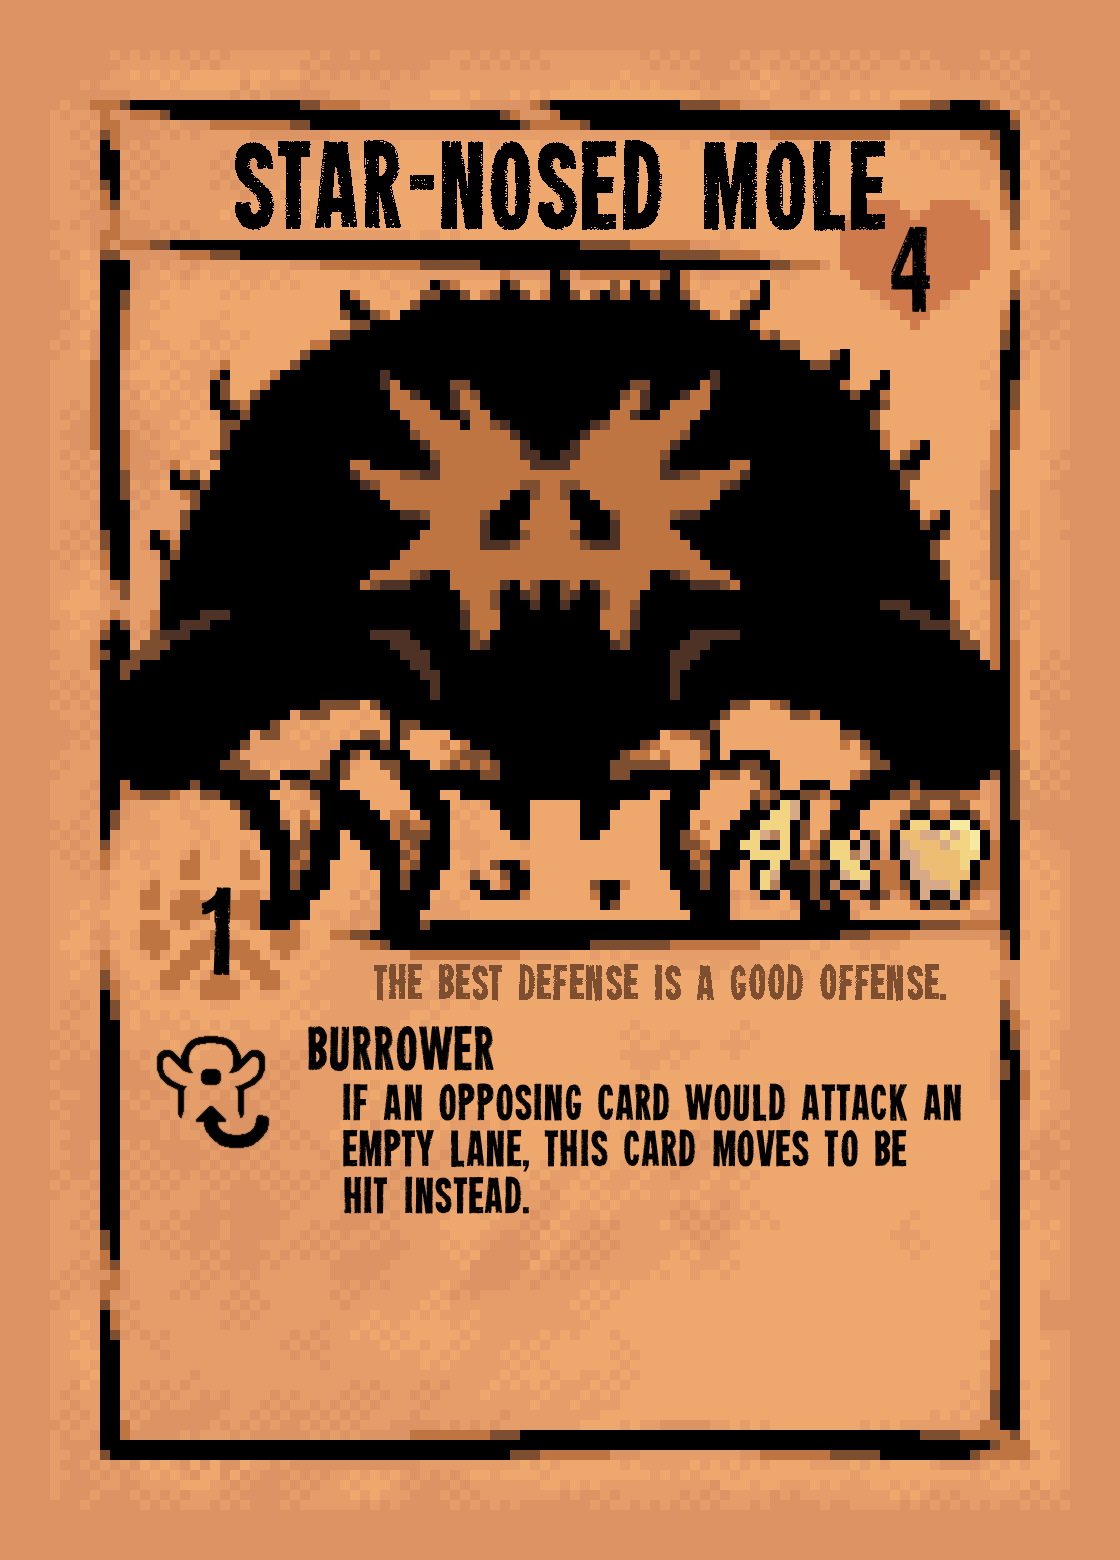 STAR-NOSED MOLE
4
1
THE BEST DEFENSE IS A GOOD OFFENSE.
BURROWER
IF AN OPPOSING CARD WOULD ATTACK AN
EMPTY LANE, THIS CARD MOVES TO BE
HIT INSTEAD.